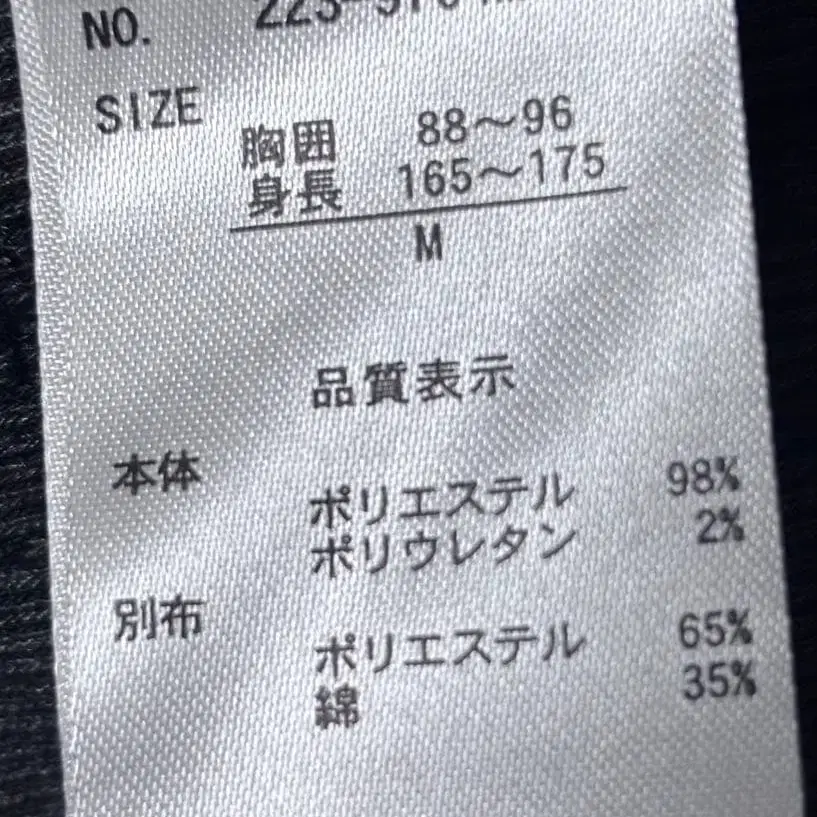 NO.
SIZE
胸囲 88～96
身長 165～175
M
品質表示
本体
ポリエステル 98%
ポリウレタン 2%
別布
ポリエステル 65%
綿 35%